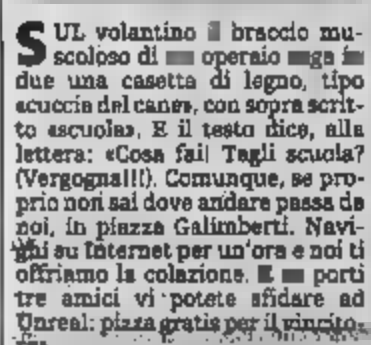 SUL volantino il braccio mu-
scoloso di un operaio sega in
due una casetta di legno, tipo
«cuccia del cane», con sopra scrit-
to «scuola». E il testo dice, alla
lettera: «Cosa fai! Tagli scuola?
(Vergogna!!!). Comunque, se pro-
prio non sai dove andare passa da
noi, in piazza Galimberti. Navi-
ghi su Internet per un'ora e noi ti
offriamo la colazione. porti
tre amici vi potete sfidare ad
Unreal: pizza gratis per il vincito-